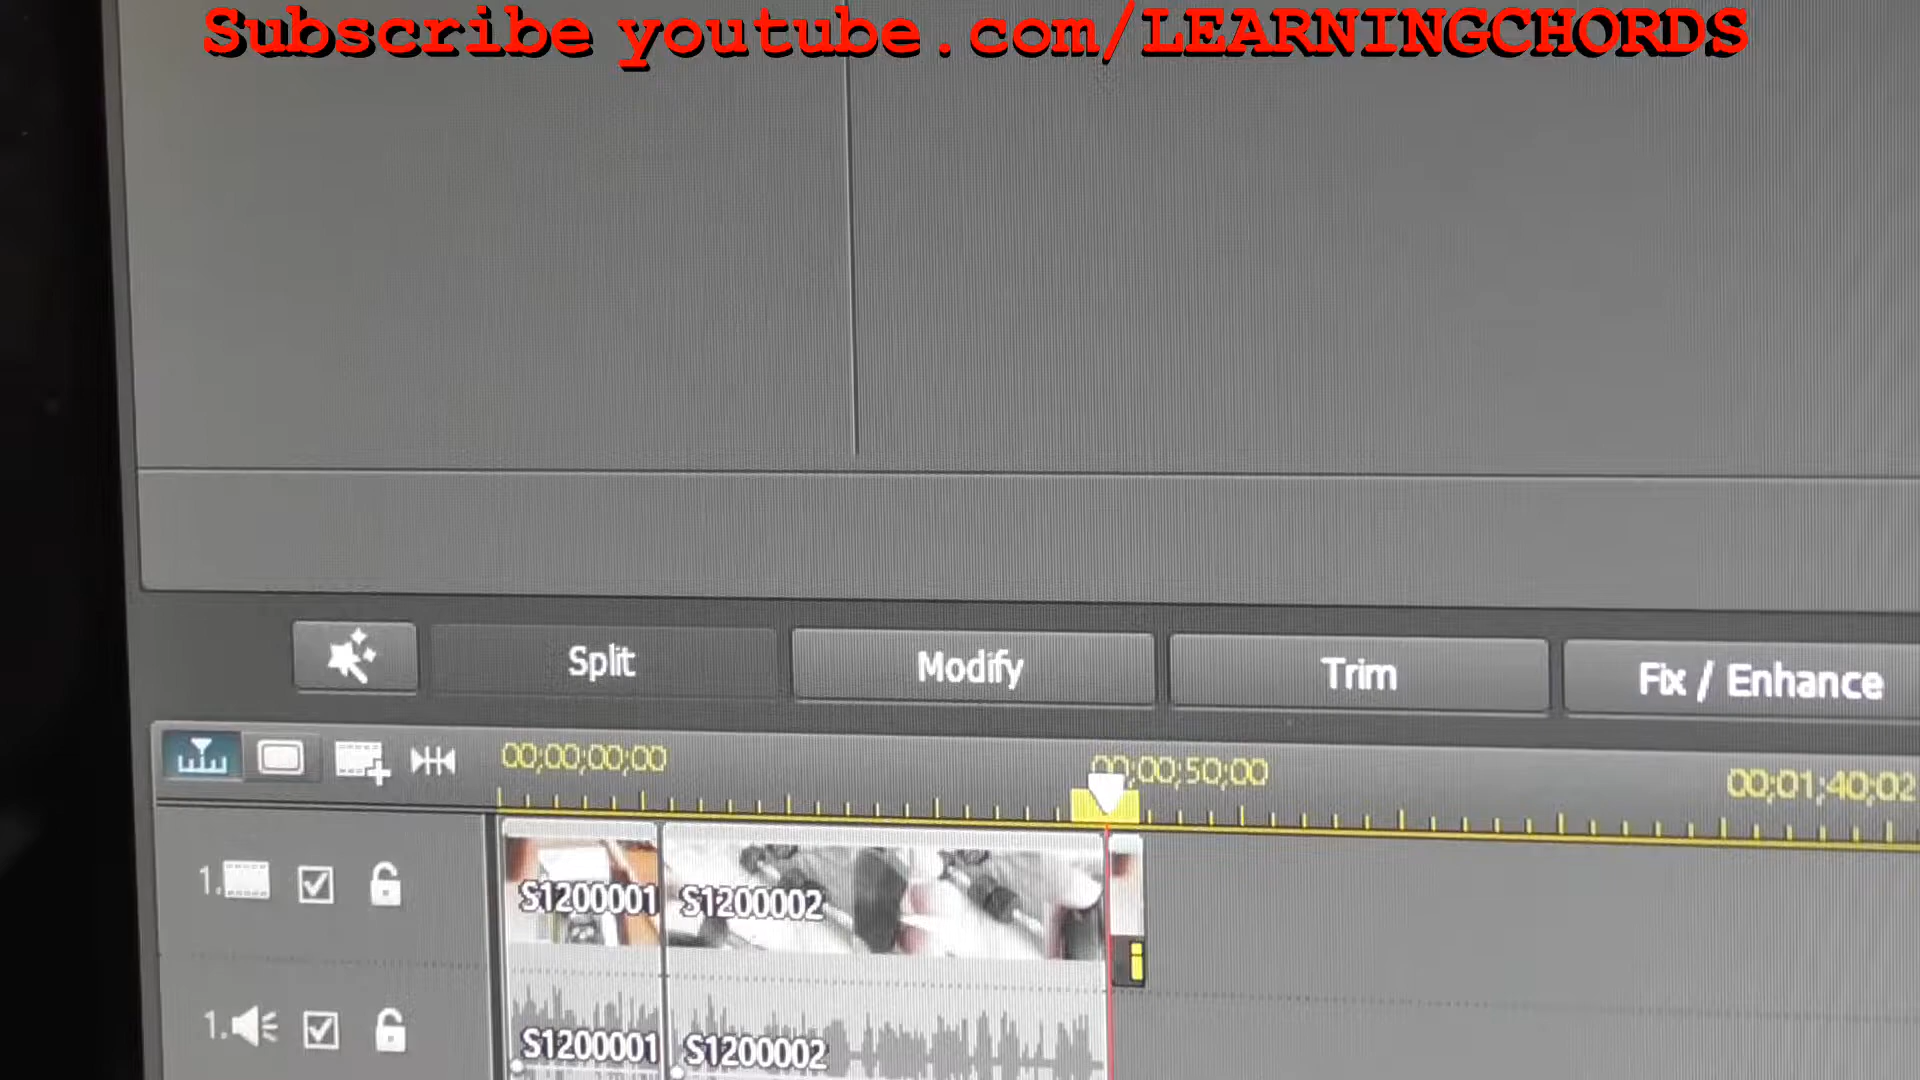 Subscribe youtube.com/LEARNINGCHORDS
Split
Modify
Trim
Fix / Enhance
00;00;00;00
00;00;50;00
00;01;40;02
1.
S1200001
S1200002
1.
S1200001
S1200002